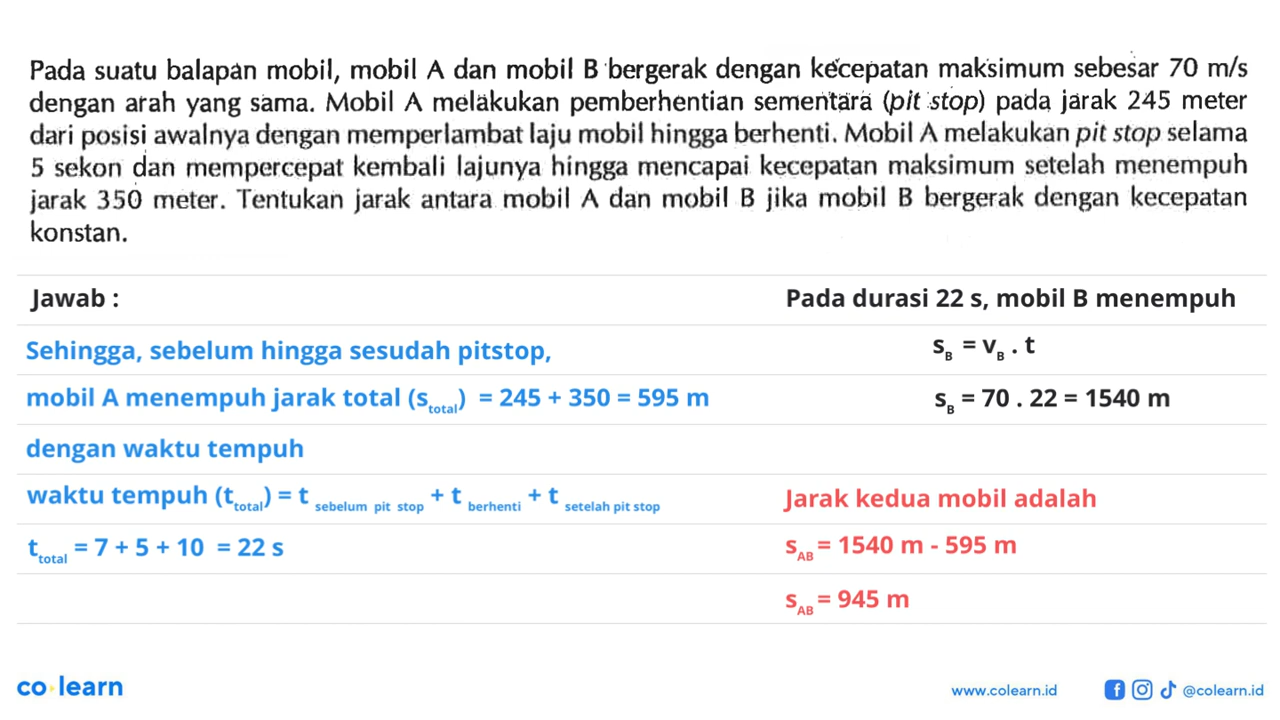 Pada suatu balapan mobil, mobil A dan mobil B bergerak dengan kecepatan maksimum sebesar 70 m/s
dengan arah yang sama. Mobil A melakukan pemberhentian sementara (pit stop) pada jarak 245 meter
dari posisi awalnya dengan memperlambat laju mobil hingga berhenti. Mobil A melakukan pit stop selama
5 sekon dan mempercepat kembali lajunya hingga mencapai kecepatan maksimum setelah menempuh
jarak 350 meter. Tentukan jarak antara mobil A dan mobil B jika mobil B bergerak dengan kecepatan
konstan.
Jawab :
Sehingga, sebelum hingga sesudah pitstop,
mobil A menempuh jarak total (s_total) = 245 + 350 = 595 m
dengan waktu tempuh
waktu tempuh (t_total) = t_sebelum pit stop + t_berhenti + t_setelah pit stop
t_total = 7 + 5 + 10 = 22 s
Pada durasi 22 s, mobil B menempuh
s_B = v_B . t
s_B = 70 . 22 = 1540 m
Jarak kedua mobil adalah
s_AB = 1540 m - 595 m
s_AB = 945 m
co learn
www.colearn.id
@colearn.id